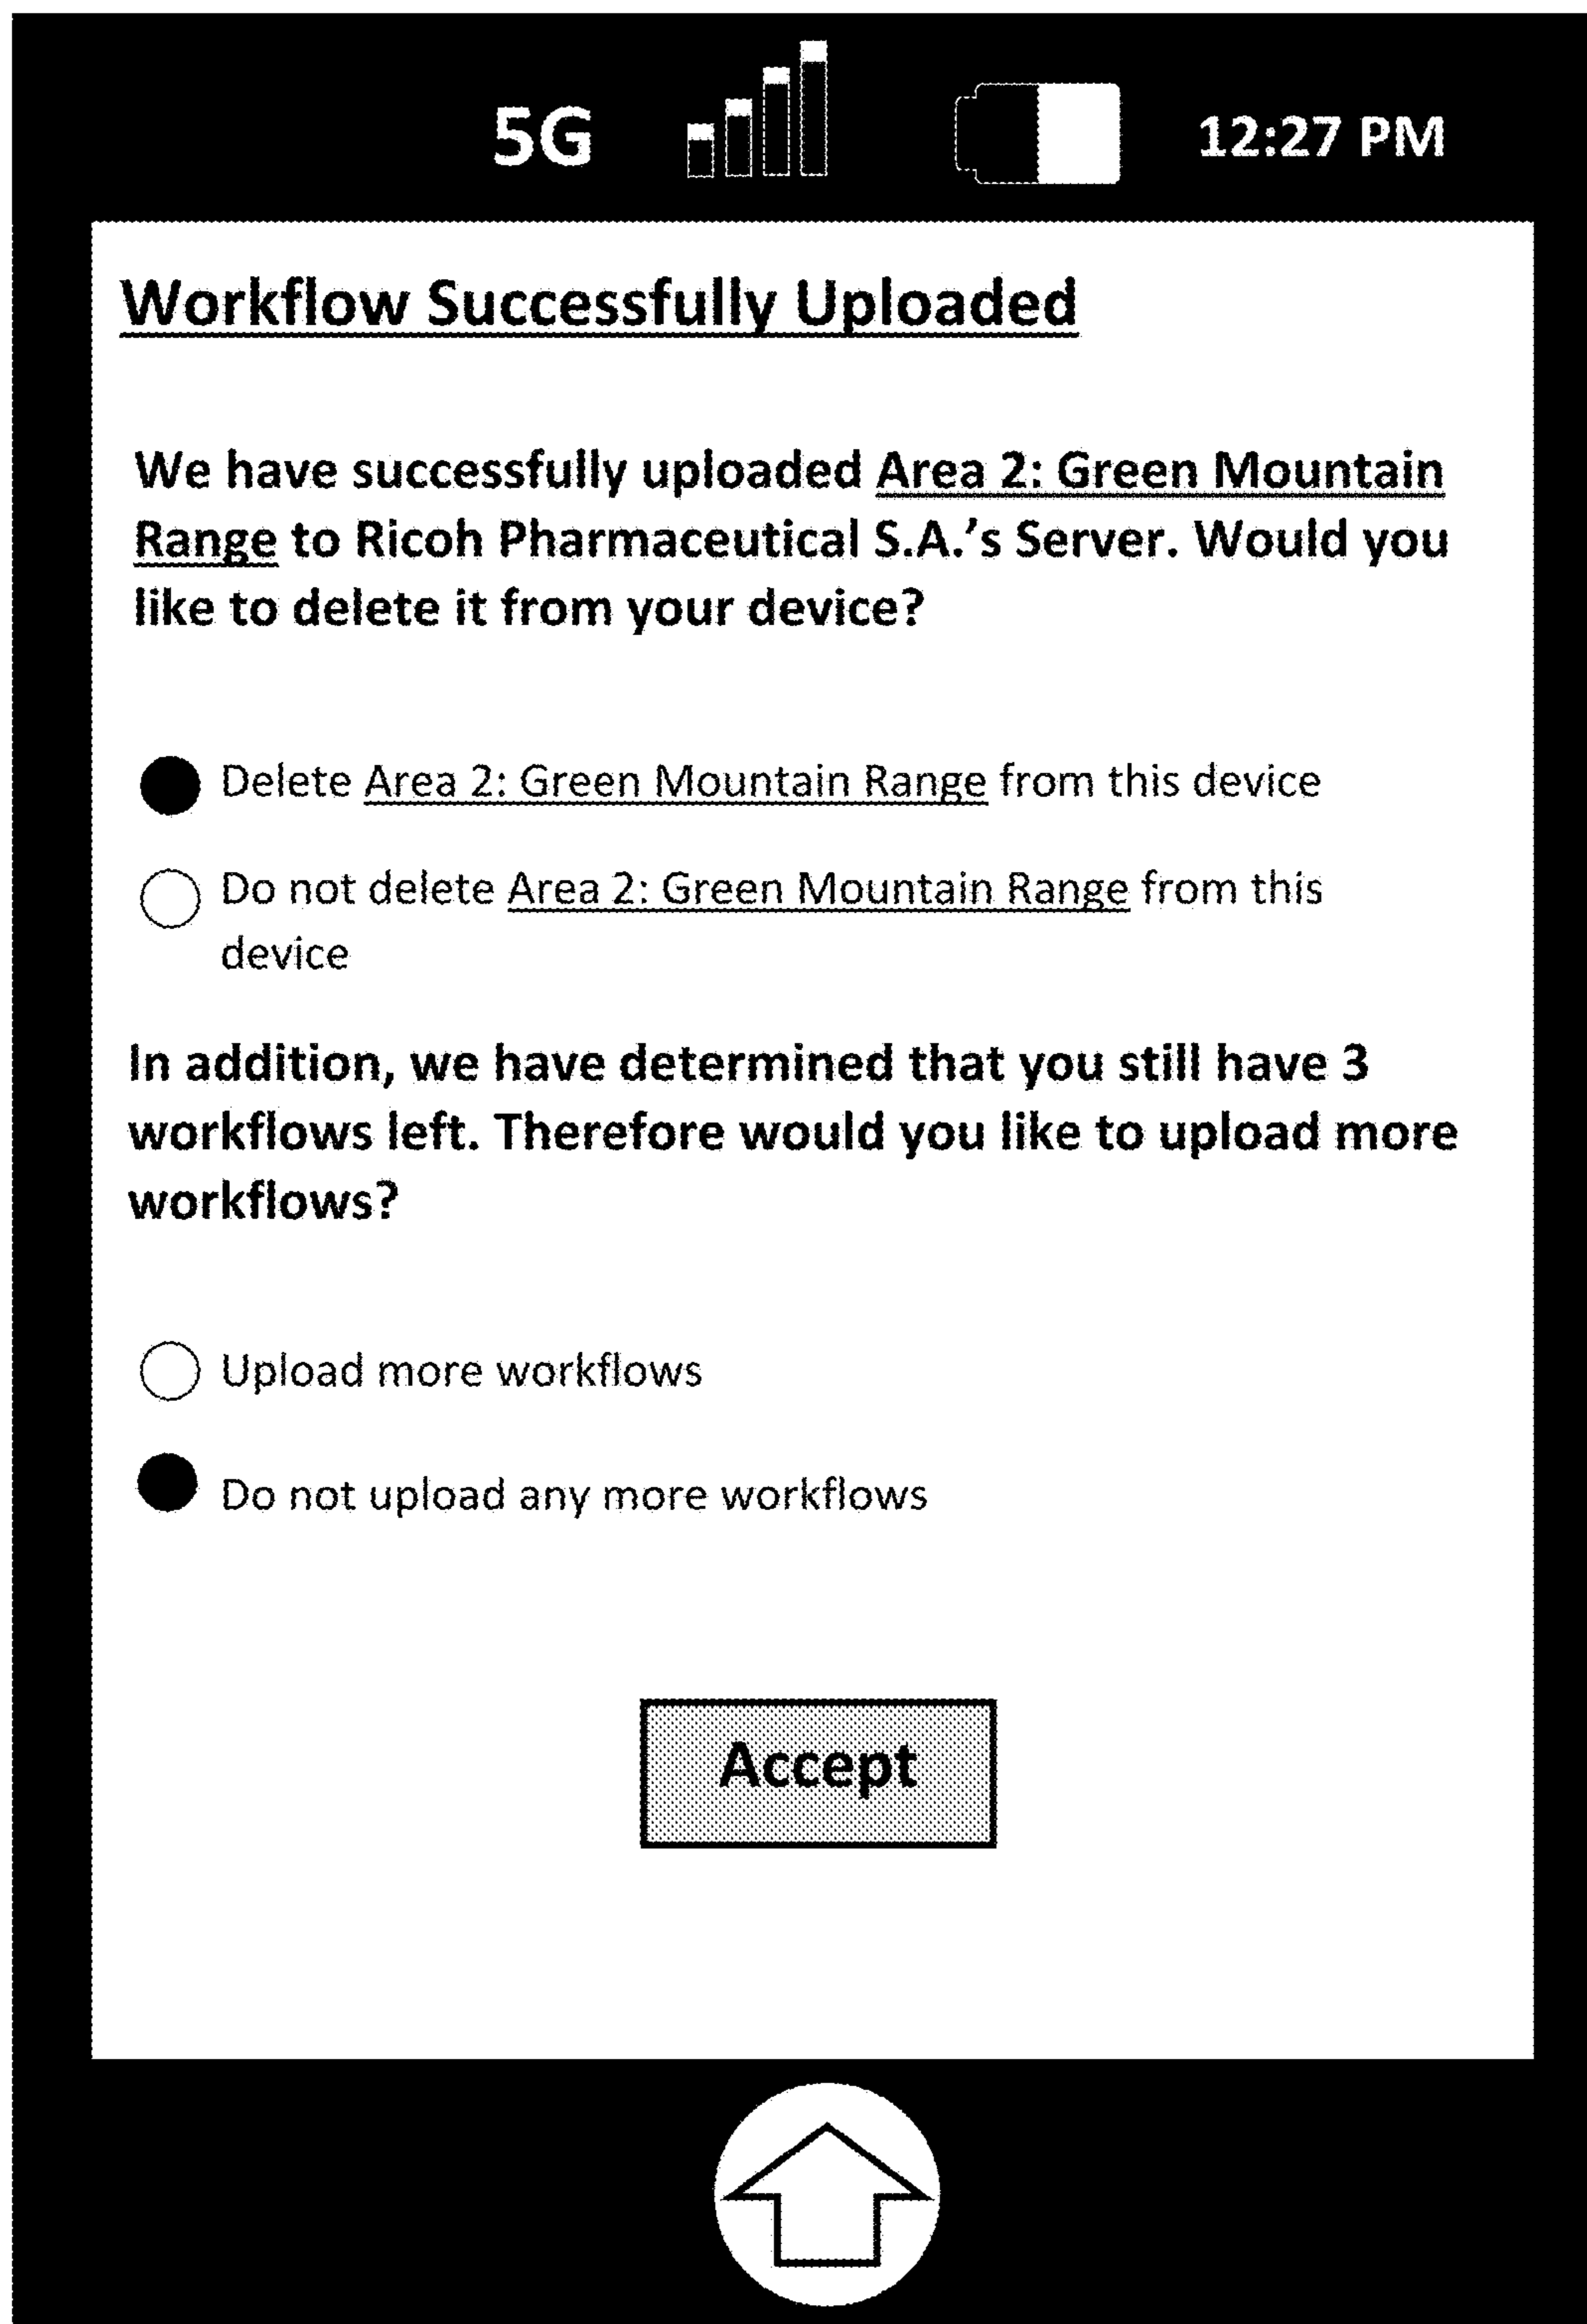 5G 12:27 PM
Workflow Successfully Uploaded
We have successfully uploaded Area 2: Green Mountain
Range to Ricoh Pharmaceutical S.A.'s Server. Would you
like to delete it from your device?
Delete Area 2: Green Mountain Range from this device
Do not delete Area 2: Green Mountain Range from this
device
In addition, we have determined that you still have 3
workflows left. Therefore would you like to upload more
workflows?
Upload more workflows
Do not upload any more workflows
Accept